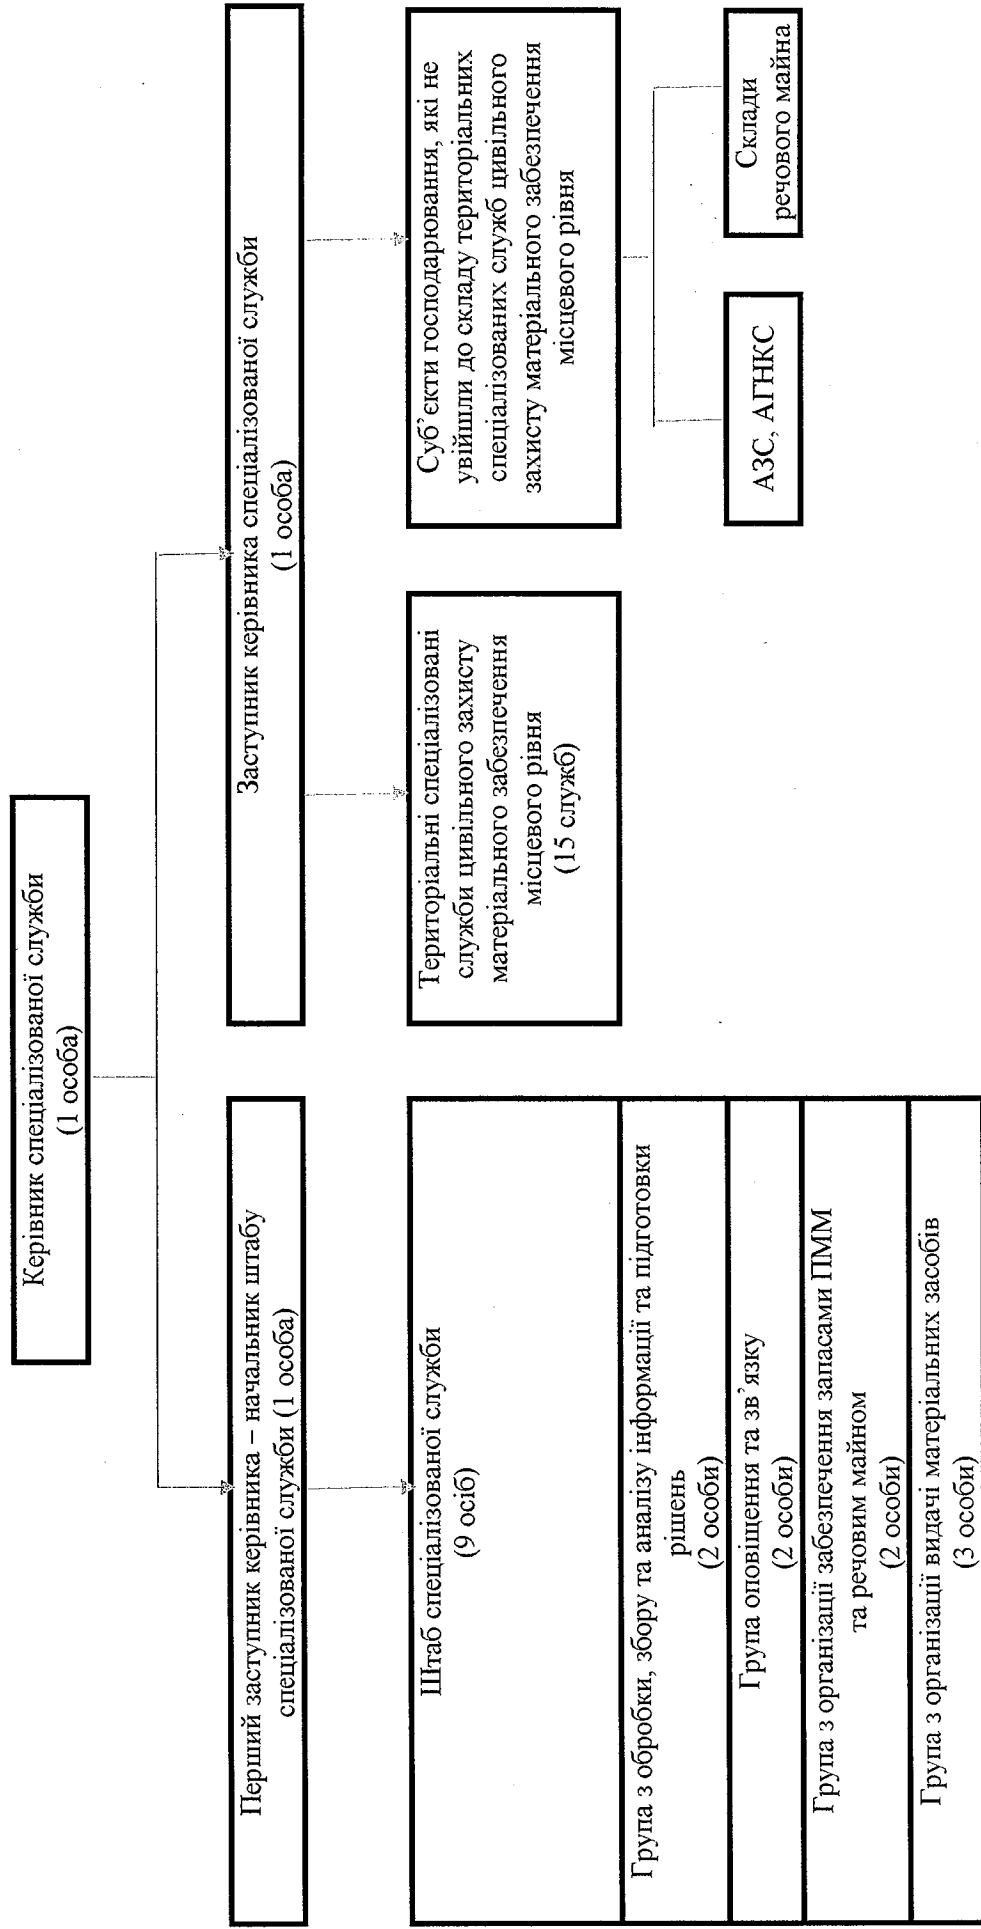 Керівник спеціалізованої служби
(1 особа)
Перший заступник керівника – начальник штабу
спеціалізованої служби (1 особа)
Заступник керівника спеціалізованої служби
(1 особа)
Штаб спеціалізованої служби
(9 осіб)
Група з обробки, збору та аналізу інформації та підготовки
рішень
(2 особи)
Група оповіщення та зв’язку
(2 особи)
Група з організації забезпечення запасами ПММ
та речовим майном
(2 особи)
Група з організації видачі матеріальних засобів
(3 особи)
Територіальні спеціалізовані
служби цивільного захисту
матеріального забезпечення
місцевого рівня
(15 служб)
Суб’єкти господарювання, які не
увійшли до складу територіальних
спеціалізованих служб цивільного
захисту матеріального забезпечення
місцевого рівня
АЗС, АГНКС
Склади
речового майна